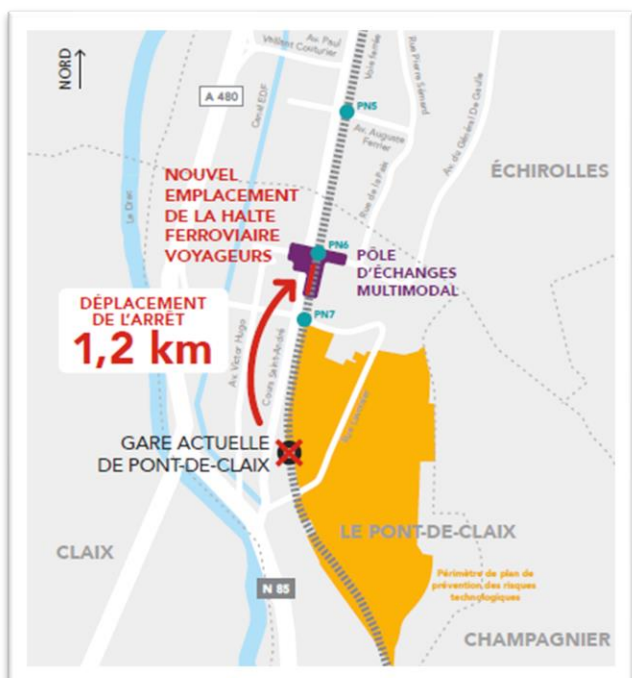 NORD
Av. Paul
Vaillant Couturier
Voie ferrée
Rue Pierre Sémard
A 480
Canal EDF
PN5
Av. Auguste
Ferrier
Av. du Général De Gaulle
Le Drac
NOUVEL
EMPLACEMENT
DE LA HALTE
FERROVIAIRE
VOYAGEURS
ÉCHIROLLES
Rue de la Paix
PN6
PÔLE
D'ÉCHANGES
MULTIMODAL
DÉPLACEMENT
DE L'ARRÊT
1,2 km
PN7
Av. Victor Hugo
Cours Saint-André
GARE ACTUELLE
DE PONT-DE-CLAIX
LE PONT-DE-CLAIX
CLAIX
Périmètre de plan de
prévention des risques
technologiques
N 85
CHAMPAGNIER